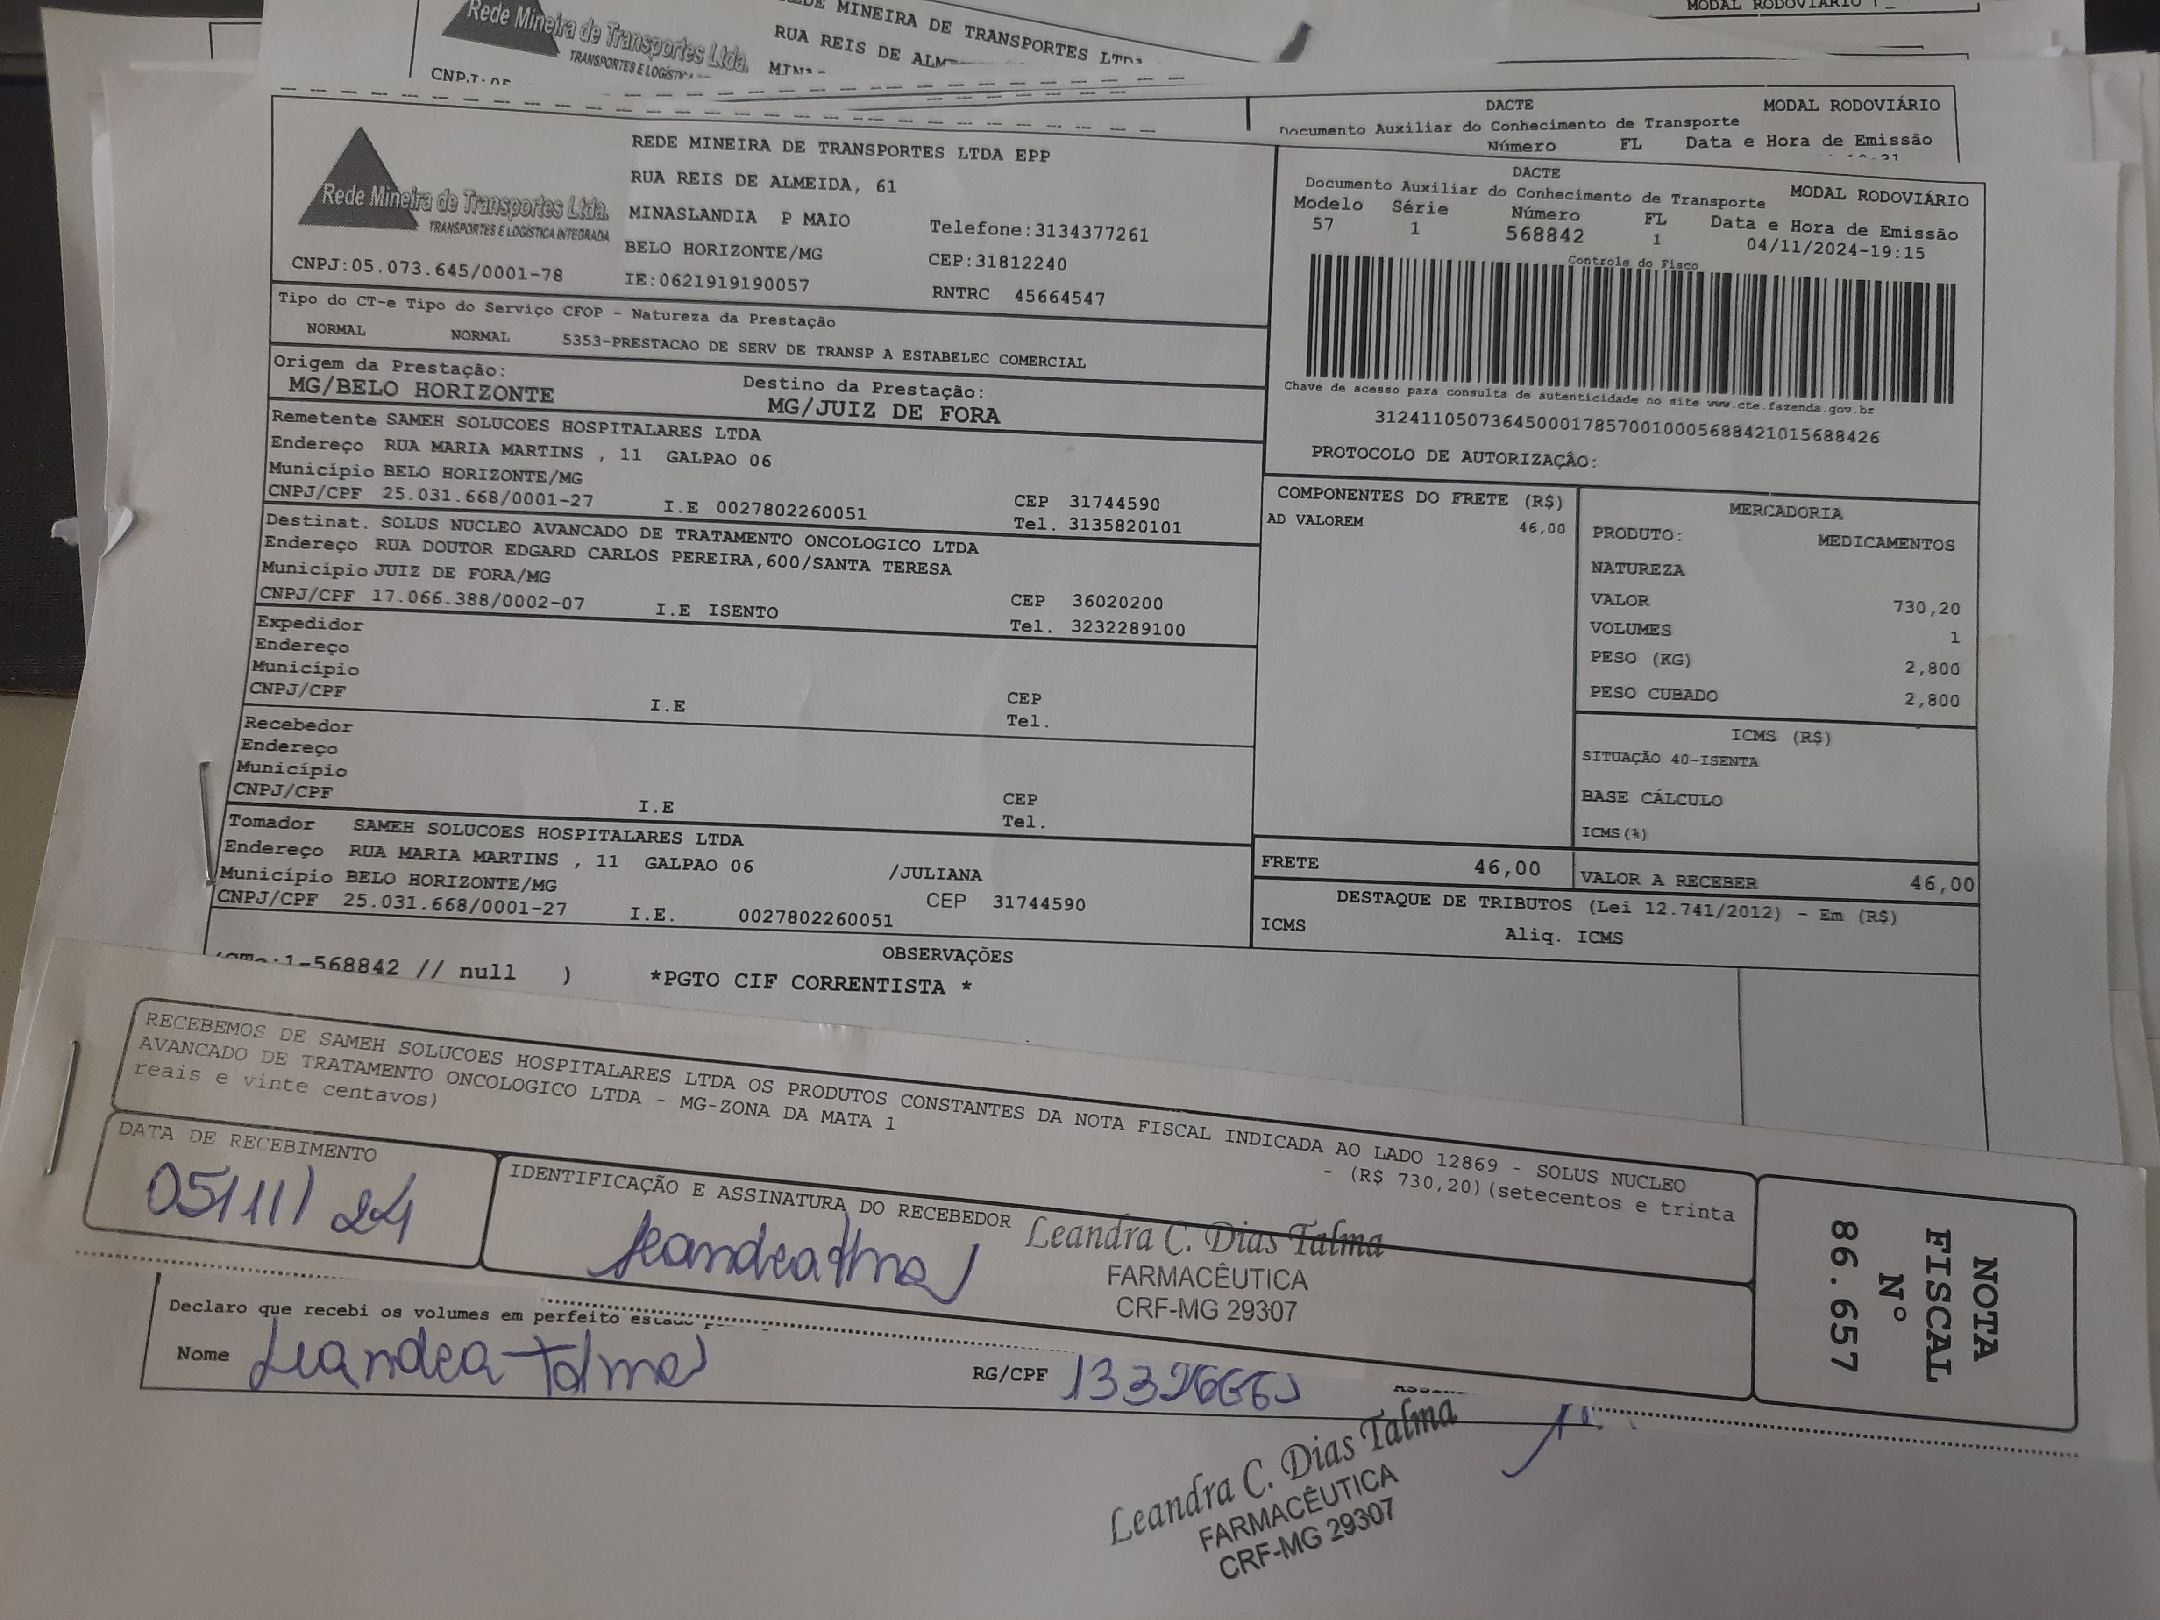 Rede Mineira de Transportes Ltda.
TRANSPORTES E LOGÍSTICA
RUA REIS DE
MINEIRA DE TRANSPORTES
MODAL RODOVIÁRIO
DACTE
MODAL RODOVIÁRIO
Documento Auxiliar do Conhecimento de Transporte
Número FL Data e Hora de Emissão
Rede Mineira de Transportes Ltda.
TRANSPORTES E LOGÍSTICA INTEGRADA
CNPJ:05.073.645/0001-78
REDE MINEIRA DE TRANSPORTES LTDA EPP
RUA REIS DE ALMEIDA, 61
MINASLANDIA P MAIO Telefone:3134377261
BELO HORIZONTE/MG CEP:31812240
IE:0621919190057 RNTRC 45664547
DACTE
MODAL RODOVIÁRIO
Documento Auxiliar do Conhecimento de Transporte
Modelo Série Número FL Data e Hora de Emissão
57 1 568842 1 04/11/2024-19:15
Controle do Fisco
Chave de acesso para consulta de autenticidade no site www.cte.fazenda.gov.br
31241105073645000178570010005688421015688426
PROTOCOLO DE AUTORIZAÇÃO:
Tipo do CT-e Tipo do Serviço CFOP - Natureza da Prestação
NORMAL NORMAL 5353-PRESTACAO DE SERV DE TRANSP A ESTABELEC COMERCIAL
Origem da Prestação: Destino da Prestação:
MG/BELO HORIZONTE MG/JUIZ DE FORA
Remetente SAMEH SOLUCOES HOSPITALARES LTDA
Endereço RUA MARIA MARTINS , 11 GALPAO 06
Município BELO HORIZONTE/MG CEP 31744590
CNPJ/CPF 25.031.668/0001-27 I.E 0027802260051 Tel. 3135820101
Destinat. SOLUS NUCLEO AVANCADO DE TRATAMENTO ONCOLOGICO LTDA
Endereço RUA DOUTOR EDGARD CARLOS PEREIRA,600/SANTA TERESA
Município JUIZ DE FORA/MG CEP 36020200
CNPJ/CPF 17.066.388/0002-07 I.E ISENTO Tel. 3232289100
Expedidor
Endereço
Município CEP
CNPJ/CPF I.E Tel.
Recebedor
Endereço
Município CEP
CNPJ/CPF I.E Tel.
Tomador SAMEH SOLUCOES HOSPITALARES LTDA
Endereço RUA MARIA MARTINS , 11 GALPAO 06 /JULIANA
Município BELO HORIZONTE/MG CEP 31744590
CNPJ/CPF 25.031.668/0001-27 I.E. 0027802260051
COMPONENTES DO FRETE (R$)
AD VALOREM 46,00
MERCADORIA
PRODUTO: MEDICAMENTOS
NATUREZA
VALOR 730,20
VOLUMES 1
PESO (KG) 2,800
PESO CUBADO 2,800
ICMS (R$)
SITUAÇÃO 40-ISENTA
BASE CÁLCULO
ICMS(%)
FRETE 46,00 VALOR A RECEBER 46,00
DESTAQUE DE TRIBUTOS (Lei 12.741/2012) - Em (R$)
ICMS Aliq. ICMS
OBSERVAÇÕES
:1-568842 // null ) *PGTO CIF CORRENTISTA *
RECEBEMOS DE SAMEH SOLUCOES HOSPITALARES LTDA OS PRODUTOS CONSTANTES DA NOTA FISCAL INDICADA AO LADO 12869 - SOLUS NUCLEO
AVANCADO DE TRATAMENTO ONCOLOGICO LTDA - MG-ZONA DA MATA 1 - (R$ 730,20)(setecentos e trinta
reais e vinte centavos)
DATA DE RECEBIMENTO
05/11/24
IDENTIFICAÇÃO E ASSINATURA DO RECEBEDOR
Leandra C. Dias Talma
FARMACÊUTICA
CRF-MG 29307
NOTA
FISCAL
N°
86.657
Declaro que recebi os volumes em perfeito estado
Nome Leandra Talma RG/CPF
Leandra C. Dias Talma
FARMACÊUTICA
CRF-MG 29307